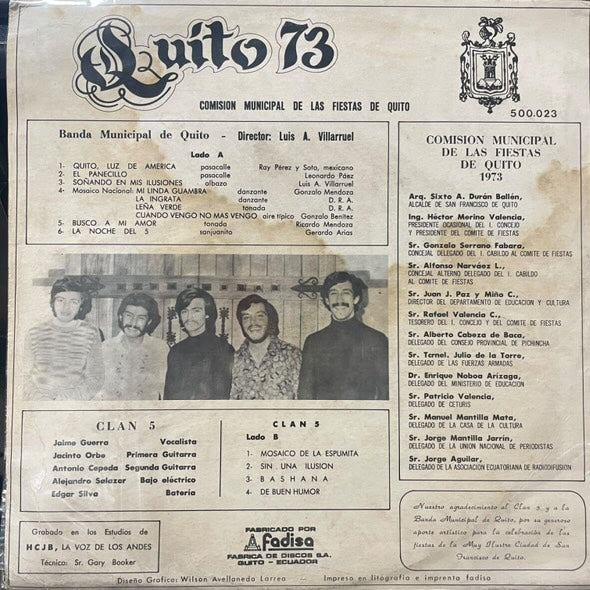 Quito 73
COMISION MUNICIPAL DE LAS FIESTAS DE QUITO
500.023
Banda Municipal de Quito - Director: Luis A. Villarruel
Lado A
1- QUITO, LUZ DE AMERICA pasacalle Ray Pérez y Soto, mexicano
2- EL PANECILLO pasacalle Leonardo Páez
3- SOÑANDO EN MIS ILUSIONES albazo Luis A. Villarruel
4- Mosaico Nacional: MI LINDA GUAMBRA danzante Gonzalo Mendoza
LA INGRATA danzante D. R. A.
LEÑA VERDE tonada D. R. A.
CUANDO VENGO NO MAS VENGO aire típico Gonzalo Benítez
5- BUSCO A MI AMOR tonada Ricardo Mendoza
6- LA NOCHE DEL 5 sanjuanito Gerardo Arias
COMISION MUNICIPAL
DE LAS FIESTAS
DE QUITO
1973
Arq. Sixto A. Durán Ballén,
ALCALDE DE SAN FRANCISCO DE QUITO
Ing. Héctor Merino Valencia,
PRESIDENTE OCASIONAL DEL I. CONCEJO
Y PRESIDENTE DEL COMITE DE FIESTAS
Sr. Gonzalo Serrano Fabara,
CONCEJAL DELEGADO DEL I. CABILDO AL COMITE DE FIESTAS
Sr. Alfonso Narváez L.,
CONCEJAL ALTERNO DELEGADO DEL I. CABILDO
AL COMITE DE FIESTAS
Sr. Juan J. Paz y Miño C.,
DIRECTOR DEL DEPARTAMENTO DE EDUCACION Y CULTURA
Sr. Rafael Valencia C.,
TESORERO DEL I. CONCEJO Y DEL COMITE DE FIESTAS
Sr. Alberto Cabeza de Baca,
DELEGADO DEL CONSEJO PROVINCIAL DE PICHINCHA
Sr. Tcrnel. Julio de la Torre,
DELEGADO DE LAS FUERZAS ARMADAS
Dr. Enrique Noboa Arízaga,
DELEGADO DEL MINISTERIO DE EDUCACION
Sr. Patricio Valencia,
DELEGADO DE CETURIS
Sr. Manuel Mantilla Mata,
DELEGADO DE LA CASA DE LA CULTURA
Sr. Jorge Mantilla Jarrín,
DELEGADO DE LA UNION NACIONAL DE PERIODISTAS
Sr. Jorge Aguilar,
DELEGADO DE LA ASOCIACION ECUATORIANA DE RADIODIFUSION
CLAN 5
Jaime Guerra Vocalista
Jacinto Orbe Primera Guitarra
Antonio Cepeda Segunda Guitarra
Alejandro Salazar Bajo eléctrico
Edgar Silva Batería
CLAN 5
Lado B
1- MOSAICO DE LA ESPUMITA
2- SIN UNA ILUSION
3- BASHANA
4- DE BUEN HUMOR
Nuestro agradecimiento al Clan 5 y a la
Banda Municipal de Quito, por su generoso
aporte artístico para la celebración de las
fiestas de la Muy Ilustre Ciudad de San
Francisco de Quito.
Grabado en los Estudios de
HCJB, LA VOZ DE LOS ANDES
Técnico: Sr. Gary Booker
FABRICADO POR
fadisa
FABRICA DE DISCOS S.A.
QUITO - ECUADOR
Diseño Grafico: Wilson Avellaneda Larrea Impreso en litografía e imprenta fadisa